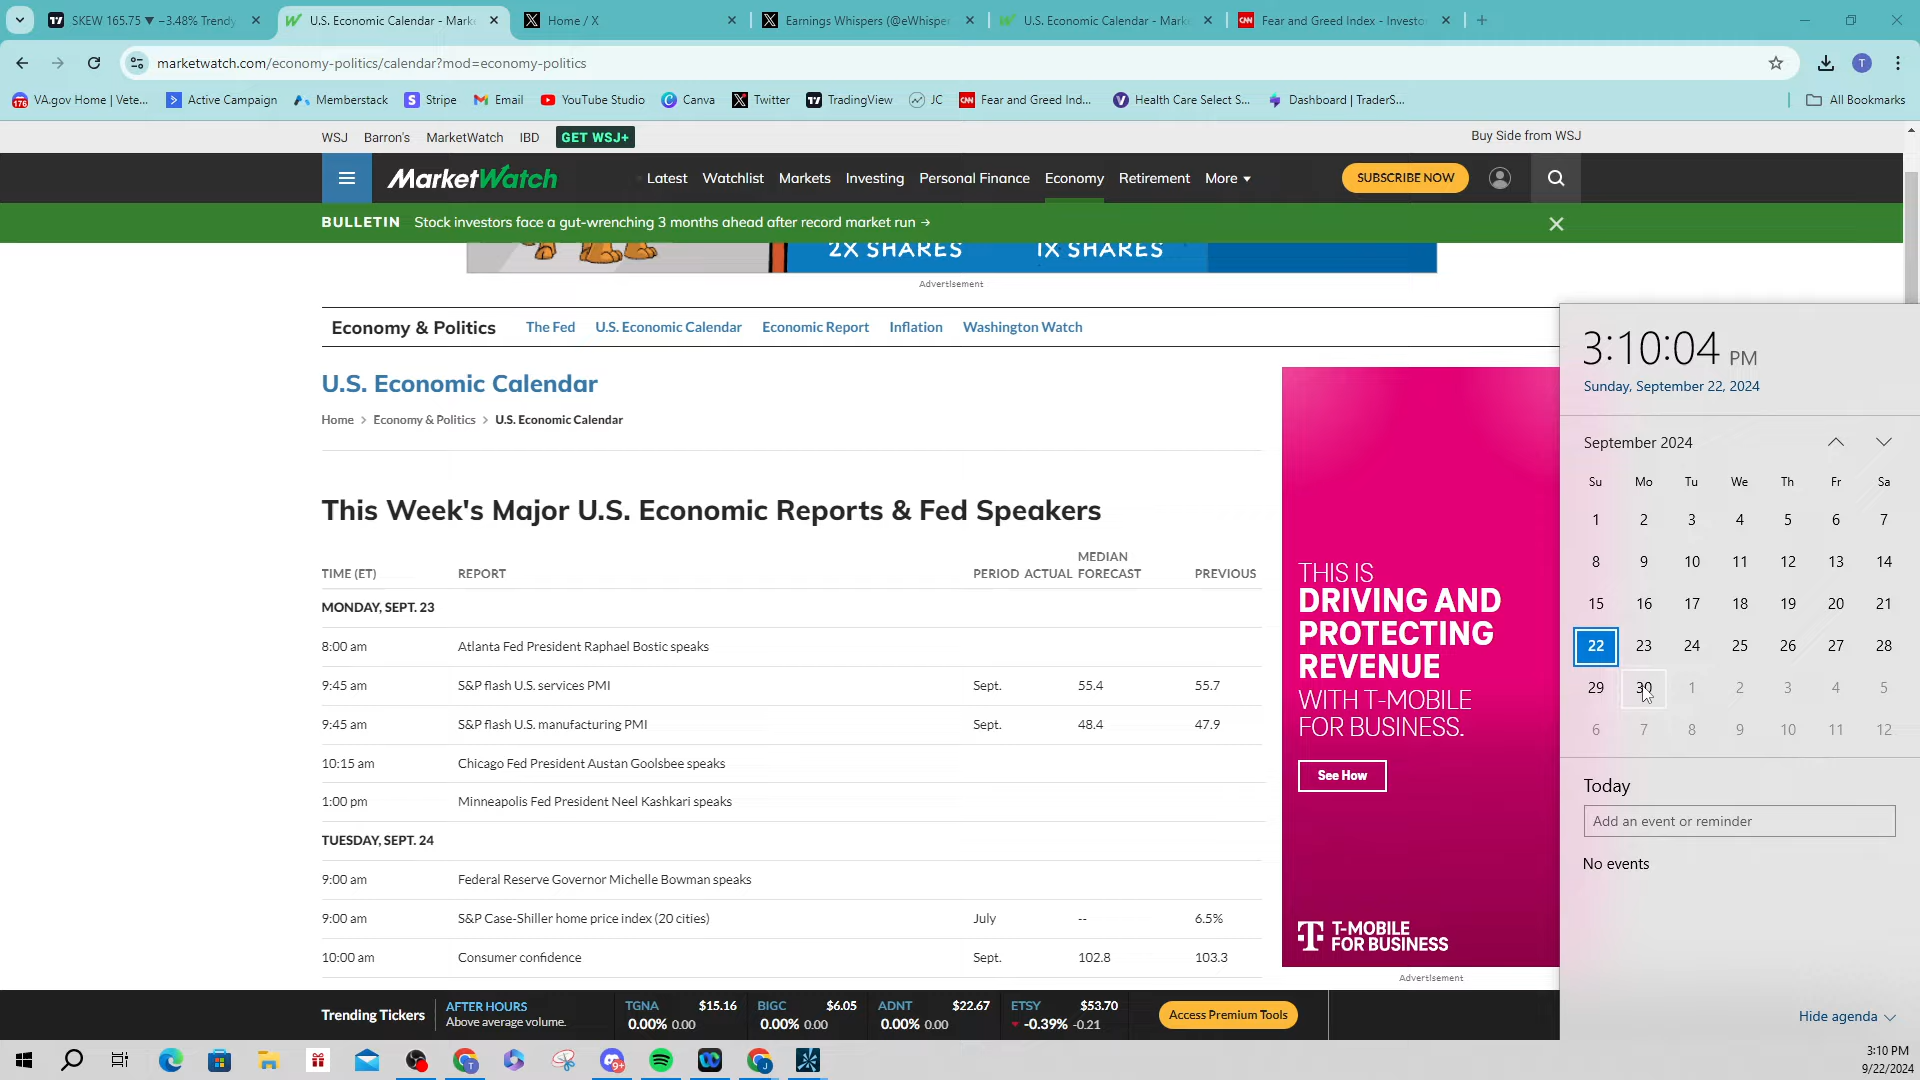 SKEW 165.75 ▼ −3.48% Trendy
U.S. Economic Calendar - Marke
Home / X
Earnings Whispers (@eWhisper
U.S. Economic Calendar - Mark
Fear and Greed Index - Investo
marketwatch.com/economy-politics/calendar?mod=economy-politics
T
VA.gov Home | Vete...
Active Campaign
Memberstack
Stripe
Email
YouTube Studio
Canva
Twitter
TradingView
JC
Fear and Greed Ind...
Health Care Select S...
Dashboard | TraderS...
All Bookmarks
WSJ
Barron's
MarketWatch
IBD
GET WSJ+
Buy Side from WSJ
MarketWatch
Latest
Watchlist
Markets
Investing
Personal Finance
Economy
Retirement
More
SUBSCRIBE NOW
BULLETIN Stock investors face a gut-wrenching 3 months ahead after record market run →
2X SHARES
1X SHARES
Advertisement
Economy & Politics
The Fed
U.S. Economic Calendar
Economic Report
Inflation
Washington Watch
U.S. Economic Calendar
Home > Economy & Politics > U.S. Economic Calendar
This Week's Major U.S. Economic Reports & Fed Speakers
TIME (ET) REPORT PERIOD ACTUAL MEDIAN FORECAST PREVIOUS
MONDAY, SEPT. 23
8:00 am Atlanta Fed President Raphael Bostic speaks
9:45 am S&P flash U.S. services PMI Sept. 55.4 55.7
9:45 am S&P flash U.S. manufacturing PMI Sept. 48.4 47.9
10:15 am Chicago Fed President Austan Goolsbee speaks
1:00 pm Minneapolis Fed President Neel Kashkari speaks
TUESDAY, SEPT. 24
9:00 am Federal Reserve Governor Michelle Bowman speaks
9:00 am S&P Case-Shiller home price index (20 cities) July -- 6.5%
10:00 am Consumer confidence Sept. 102.8 103.3
THIS IS
DRIVING AND
PROTECTING
REVENUE
WITH T-MOBILE
FOR BUSINESS.
See How
T-MOBILE
FOR BUSINESS
Advertisement
3:10:04 PM
Sunday, September 22, 2024
September 2024
Su Mo Tu We Th Fr Sa
1 2 3 4 5 6 7
8 9 10 11 12 13 14
15 16 17 18 19 20 21
22 23 24 25 26 27 28
29 30 1 2 3 4 5
6 7 8 9 10 11 12
Today
Add an event or reminder
No events
Hide agenda
Trending Tickers
AFTER HOURS
Above average volume.
TGNA $15.16
0.00% 0.00
BIGC $6.05
0.00% 0.00
ADNT $22.67
0.00% 0.00
ETSY $53.70
-0.39% -0.21
Access Premium Tools
3:10 PM
9/22/2024